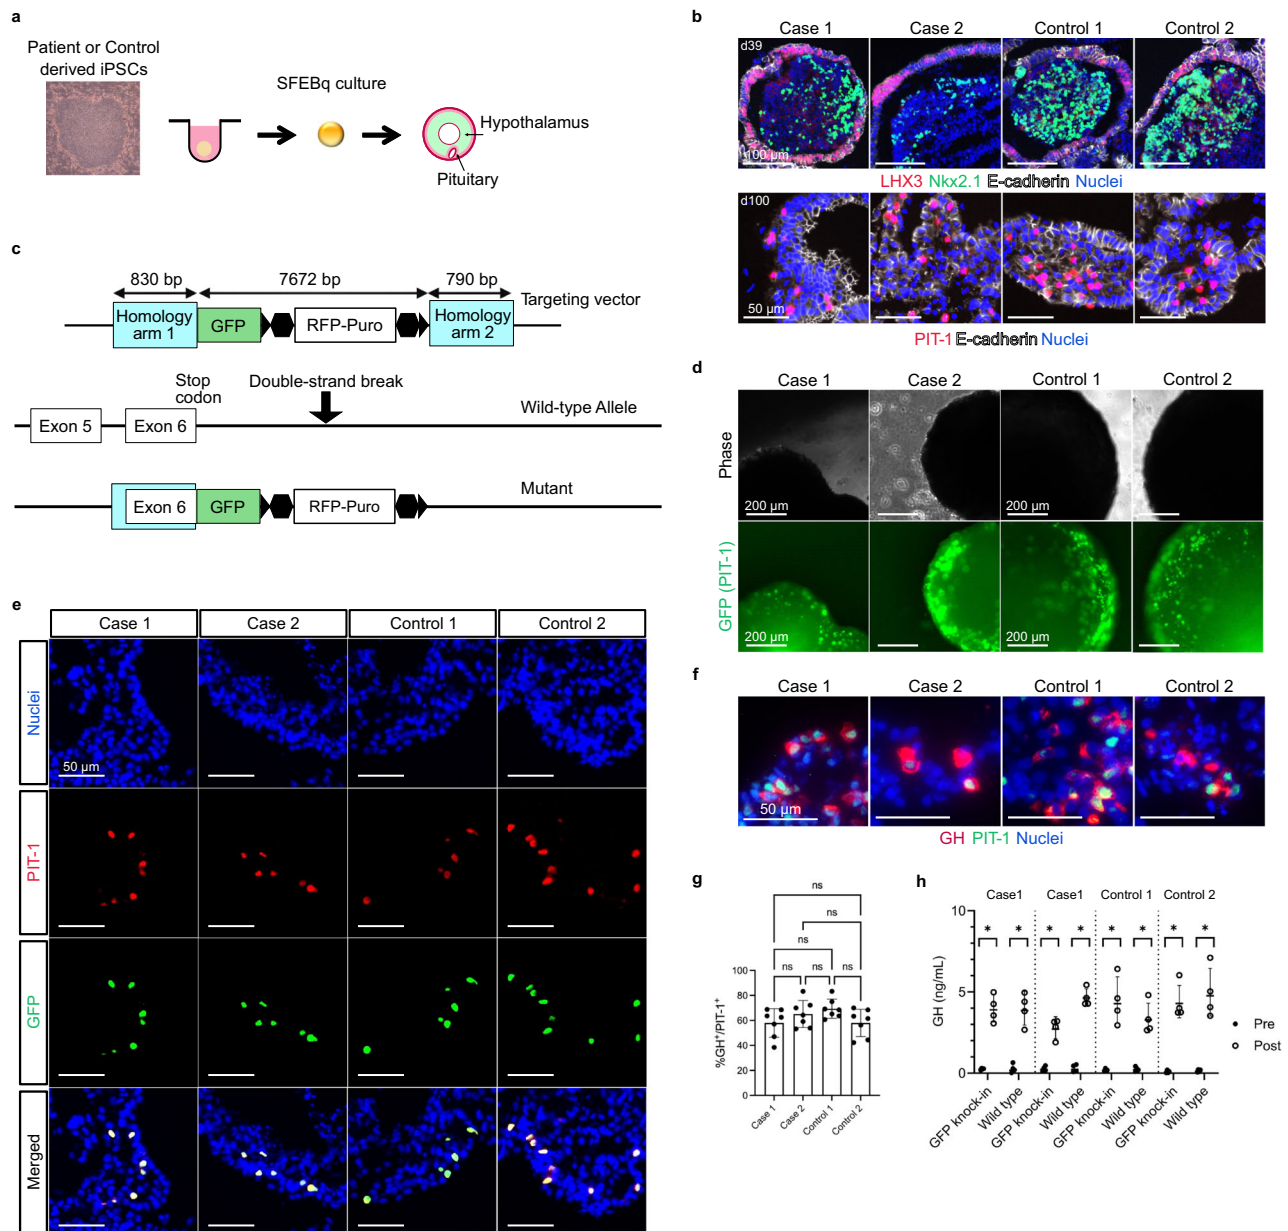 a
Patient or Control
derived iPSCs
SFEBq culture
Hypothalamus
Pituitary
b
Case 1 Case 2 Control 1 Control 2
d39
100 µm
LHX3 Nkx2.1 E-cadherin Nuclei
d100
50 µm
PIT-1 E-cadherin Nuclei
c
830 bp 7672 bp 790 bp
Homology
arm 1
GFP
RFP-Puro
Homology
arm 2
Targeting vector
Stop
codon
Double-strand break
Exon 5
Exon 6
Wild-type Allele
Exon 6
GFP
RFP-Puro
Mutant
d
Case 1 Case 2 Control 1 Control 2
Phase
200 µm
200 µm
GFP (PIT-1)
200 µm
200 µm
e
Case 1 Case 2 Control 1 Control 2
Nuclei
50 µm
PIT-1
GFP
Merged
f
Case 1 Case 2 Control 1 Control 2
50 µm
GH PIT-1 Nuclei
g
ns
ns
ns
ns ns ns
%GH+/PIT-1+
100
80
60
40
20
0
Case 1
Case 2
Control 1
Control 2
h
Case1 Case1 Control 1 Control 2
GH (ng/mL)
10
5
0
* * * * * * * *
Pre
Post
GFP knock-in
Wild type
GFP knock-in
Wild type
GFP knock-in
Wild type
GFP knock-in
Wild type